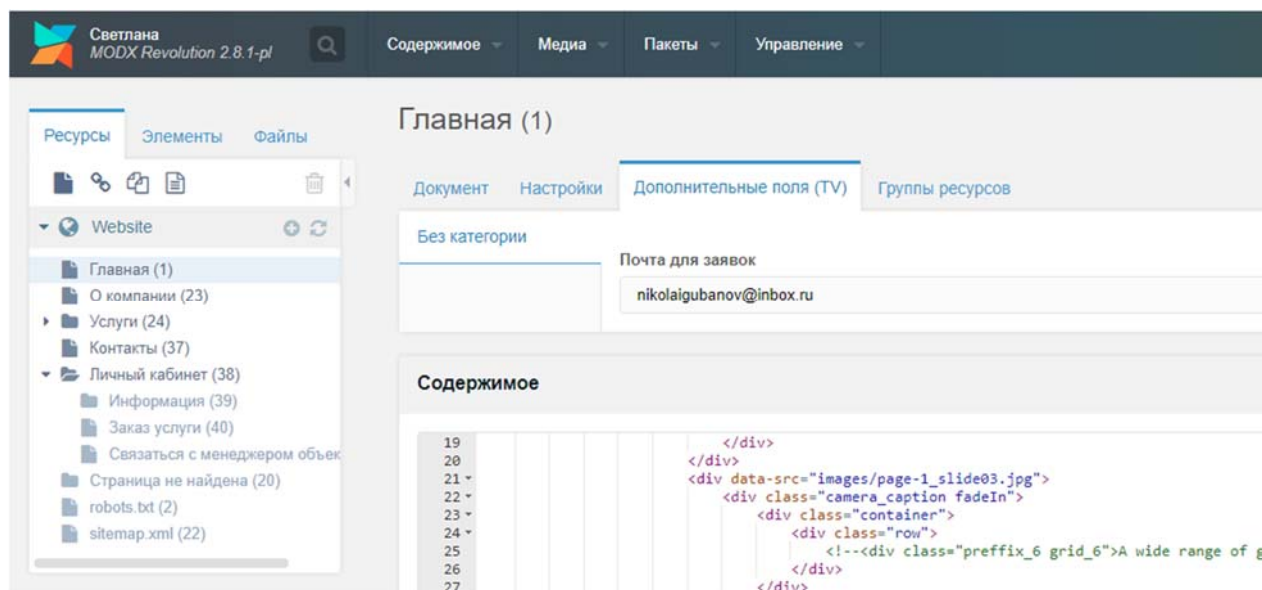 Светлана
MODX Revolution 2.8.1-pl
Содержимое
Медиа
Пакеты
Управление
Ресурсы
Элементы
Файлы
Главная (1)
Документ
Настройки
Дополнительные поля (TV)
Группы ресурсов
Website
Главная (1)
О компании (23)
Услуги (24)
Контакты (37)
Личный кабинет (38)
Информация (39)
Заказ услуги (40)
Связаться с менеджером объек
Страница не найдена (20)
robots.txt (2)
sitemap.xml (22)
Без категории
Почта для заявок
nikolaigubanov@inbox.ru
Содержимое
19 </div>
20 </div>
21 <div data-src="images/page-1_slide03.jpg">
22 <div class="camera_caption fadeIn">
23 <div class="container">
24 <div class="row">
25 <!--<div class="preffix_6 grid_6">A wide range of g
26 </div>
27 </div>